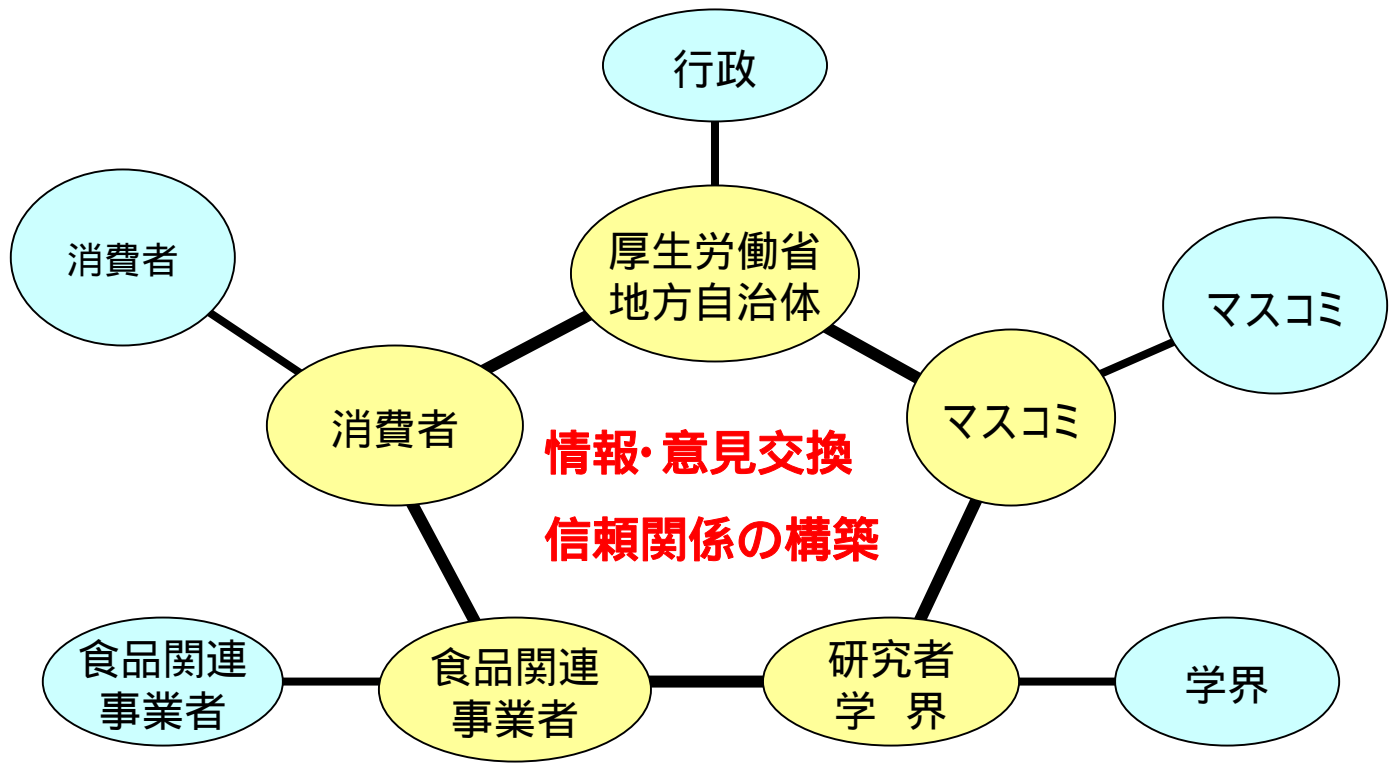 行政
厚生労働省
地方自治体
消費者
マスコミ
消費者
マスコミ
情報・意見交換
信頼関係の構築
食品関連
事業者
食品関連
事業者
研究者
学 界
学界